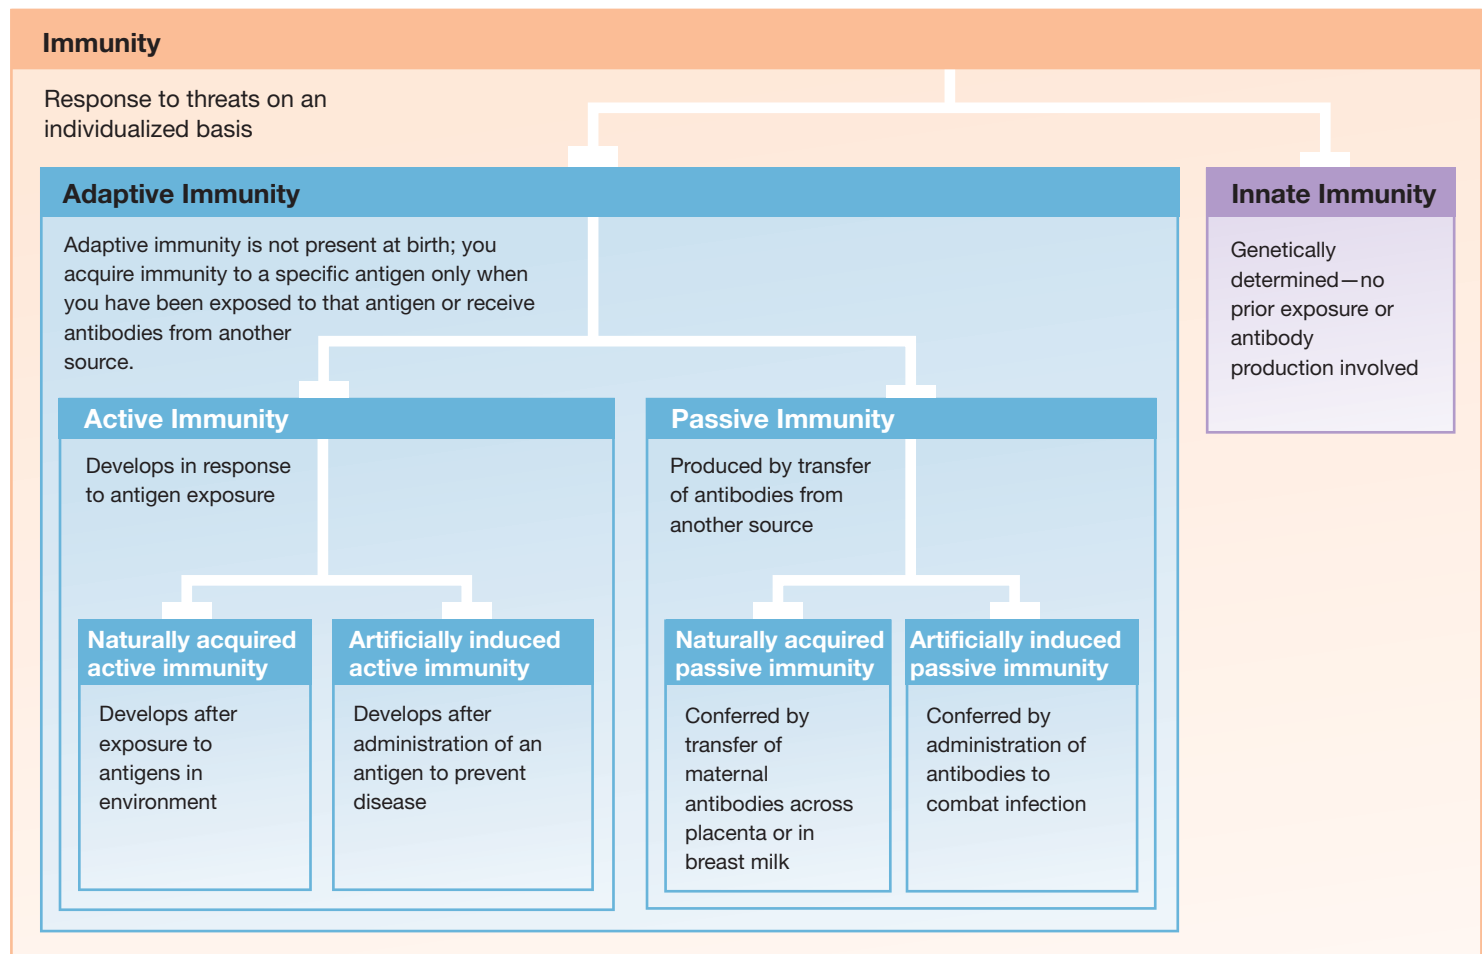 Immunity
Response to threats on an
individualized basis
Adaptive Immunity
Adaptive immunity is not present at birth; you
acquire immunity to a specific antigen only when
you have been exposed to that antigen or receive
antibodies from another
source.
Innate Immunity
Genetically
determined—no
prior exposure or
antibody
production involved
Active Immunity
Develops in response
to antigen exposure
Passive Immunity
Produced by transfer
of antibodies from
another source
Naturally acquired
active immunity
Develops after
exposure to
antigens in
environment
Artificially induced
active immunity
Develops after
administration of an
antigen to prevent
disease
Naturally acquired
passive immunity
Conferred by
transfer of
maternal
antibodies across
placenta or in
breast milk
Artificially induced
passive immunity
Conferred by
administration of
antibodies to
combat infection